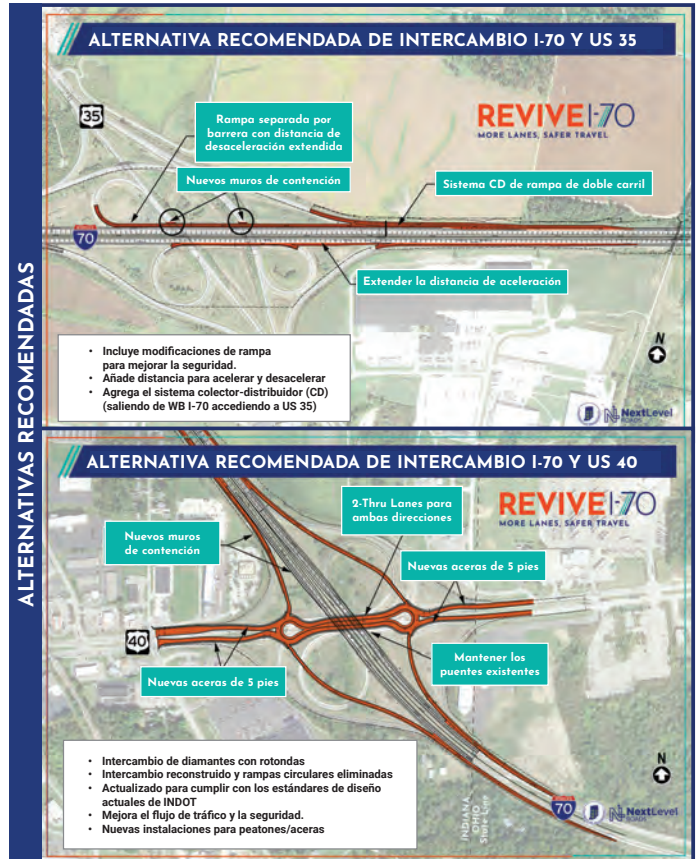 ALTERNATIVAS RECOMENDADAS
ALTERNATIVA RECOMENDADA DE INTERCAMBIO I-70 Y US 35
REVIVE I-70
MORE LANES, SAFER TRAVEL
35
Rampa separada por
barrera con distancia de
desaceleración extendida
Nuevos muros de contención
Sistema CD de rampa de doble carril
70
Extender la distancia de aceleración
• Incluye modificaciones de rampa
para mejorar la seguridad.
• Añade distancia para acelerar y desacelerar
• Agrega el sistema colector-distribuidor (CD)
(saliendo de WB I-70 accediendo a US 35)
N
NextLevel
ROADS
ALTERNATIVA RECOMENDADA DE INTERCAMBIO I-70 Y US 40
REVIVE I-70
MORE LANES, SAFER TRAVEL
2-Thru Lanes para
ambas direcciones
Nuevos muros
de contención
Nuevas aceras de 5 pies
40
Mantener los
puentes existentes
Nuevas aceras de 5 pies
• Intercambio de diamantes con rotondas
• Intercambio reconstruido y rampas circulares eliminadas
• Actualizado para cumplir con los estándares de diseño
actuales de INDOT
• Mejora el flujo de tráfico y la seguridad.
• Nuevas instalaciones para peatones/aceras
INDIANA
OHIO
State Line
N
70
NextLevel
ROADS